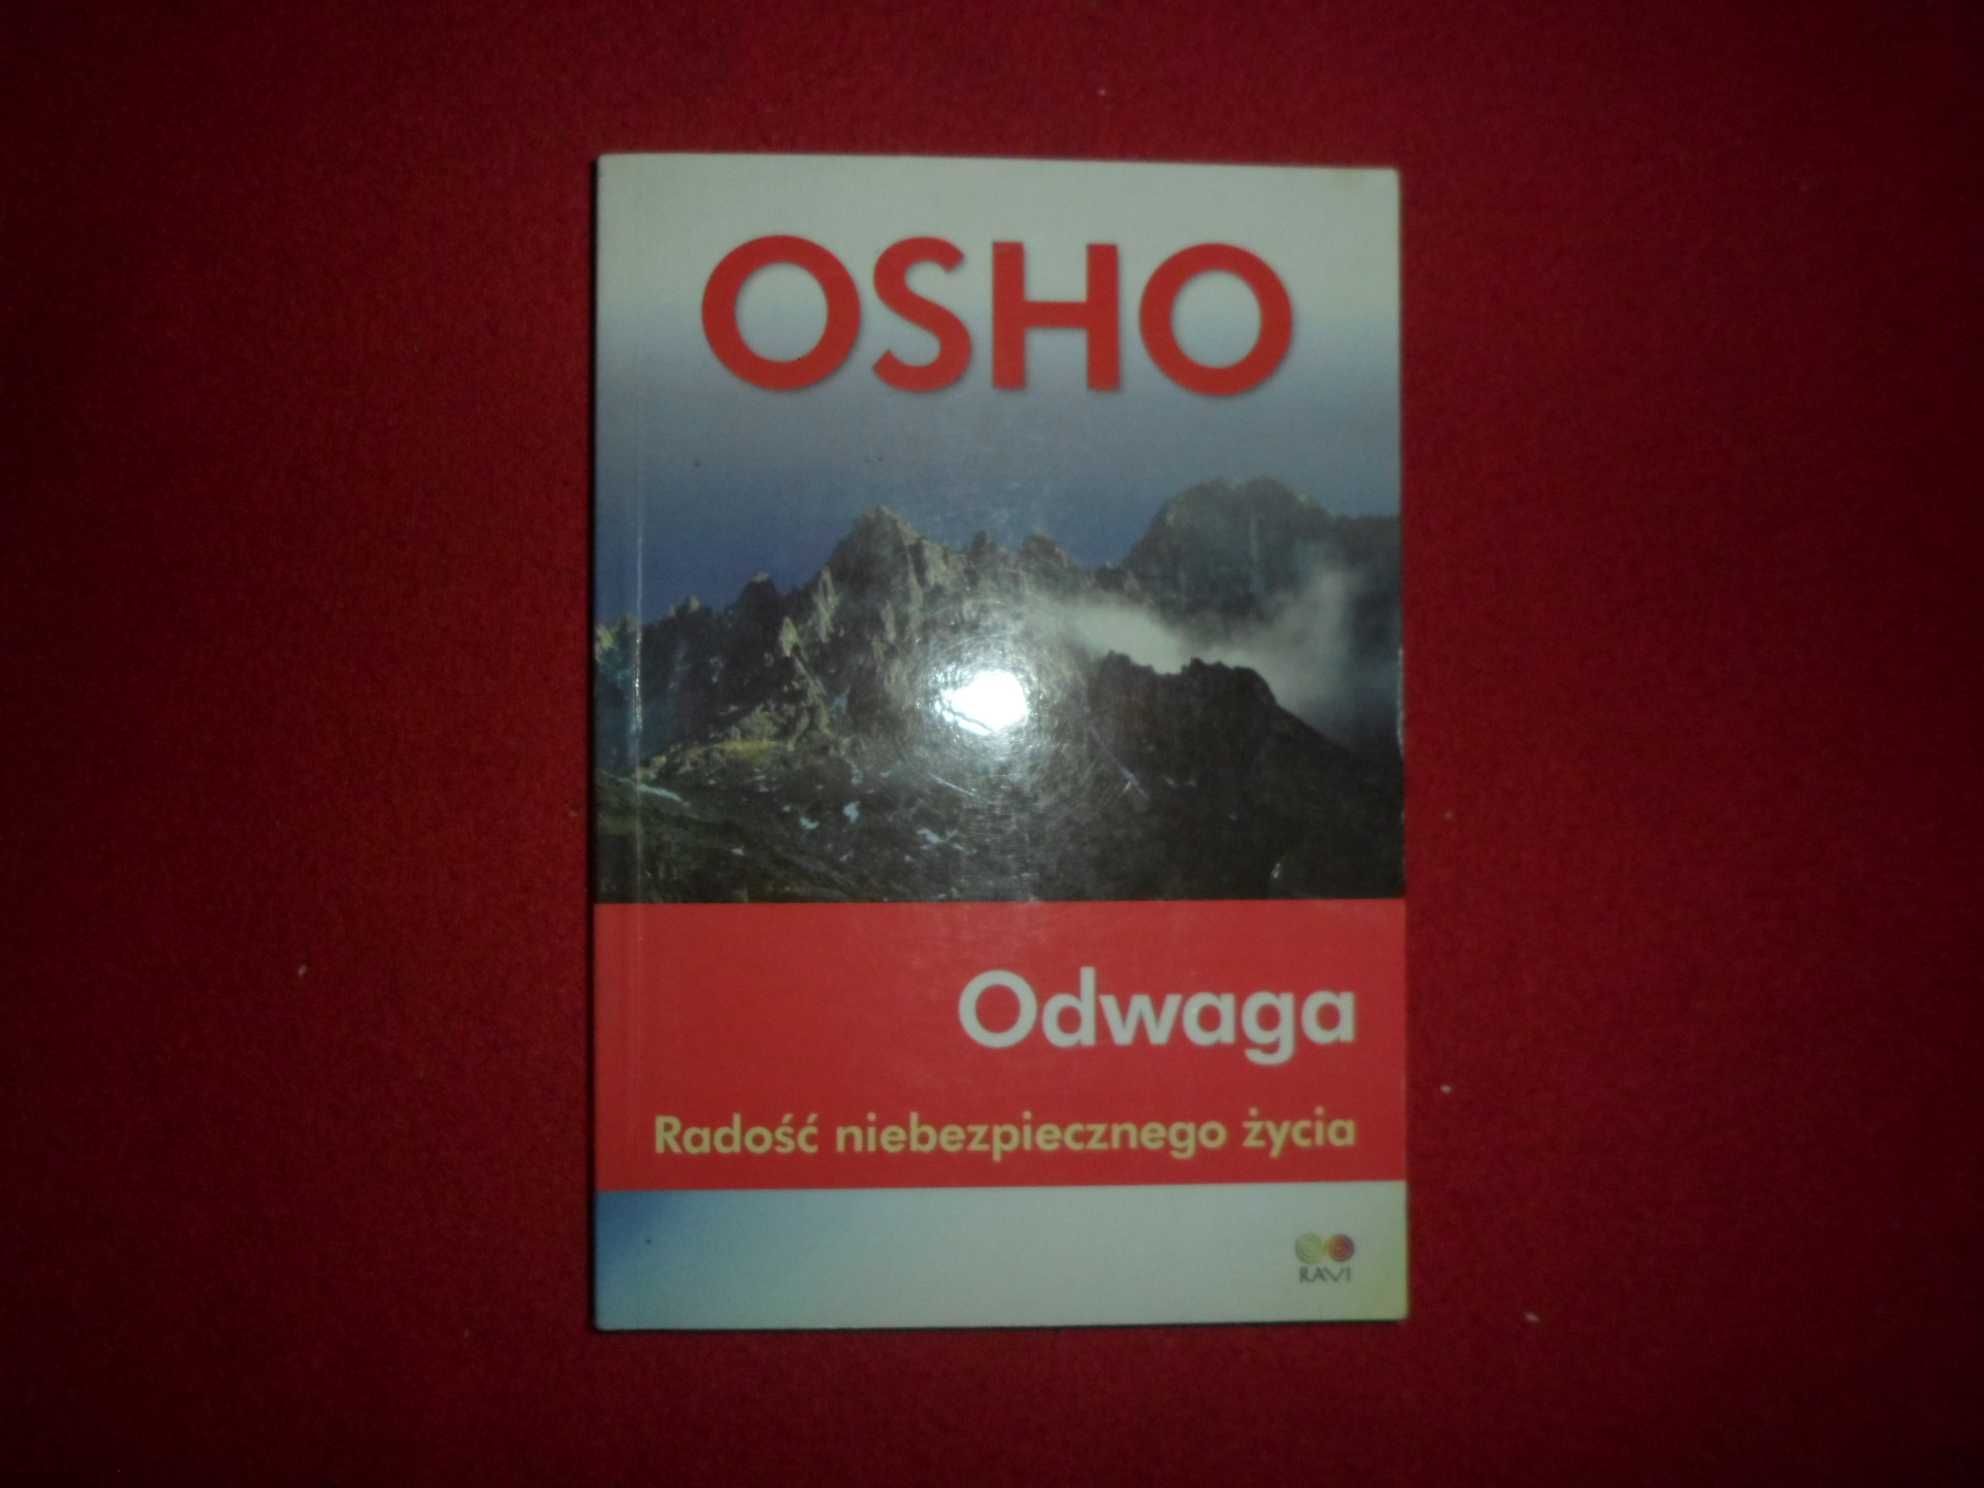 OSHO
Odwaga
Radość niebezpiecznego życia
RAVI